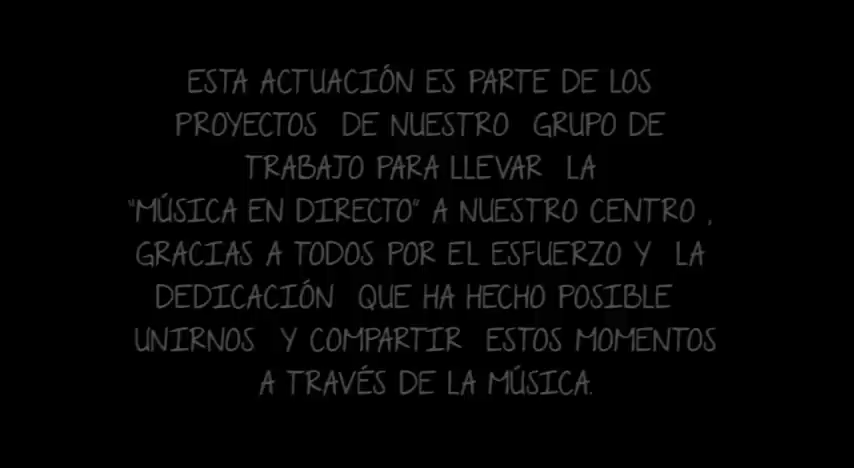 ESTA ACTUACIÓN ES PARTE DE LOS
PROYECTOS DE NUESTRO GRUPO DE
TRABAJO PARA LLEVAR LA
"MÚSICA EN DIRECTO" A NUESTRO CENTRO ,
GRACIAS A TODOS POR EL ESFUERZO Y LA
DEDICACIÓN QUE HA HECHO POSIBLE
UNIRNOS Y COMPARTIR ESTOS MOMENTOS
A TRAVÉS DE LA MÚSICA.